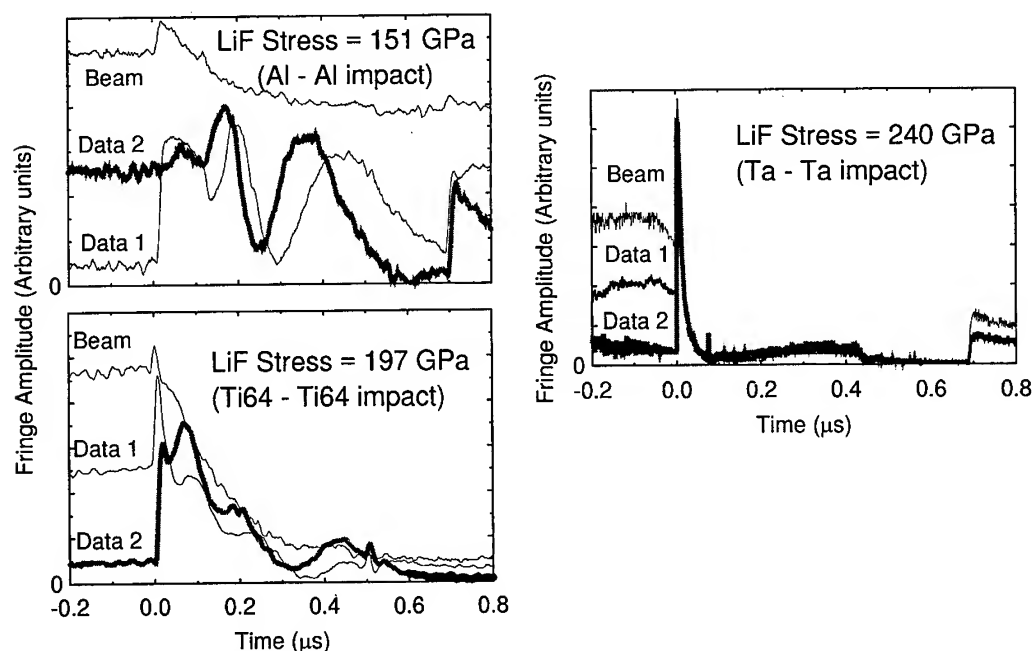 LiF Stress = 151 GPa
(Al - Al impact)
Beam
Data 2
Data 1
0
Fringe Amplitude (Arbitrary units)
LiF Stress = 197 GPa
(Ti64 - Ti64 impact)
Beam
Data 1
Data 2
0
-0.2 0.0 0.2 0.4 0.6 0.8
Time (μs)
LiF Stress = 240 GPa
(Ta - Ta impact)
Beam
Data 1
Data 2
0
Fringe Amplitude (Arbitrary units)
-0.2 0.0 0.2 0.4 0.6 0.8
Time (μs)